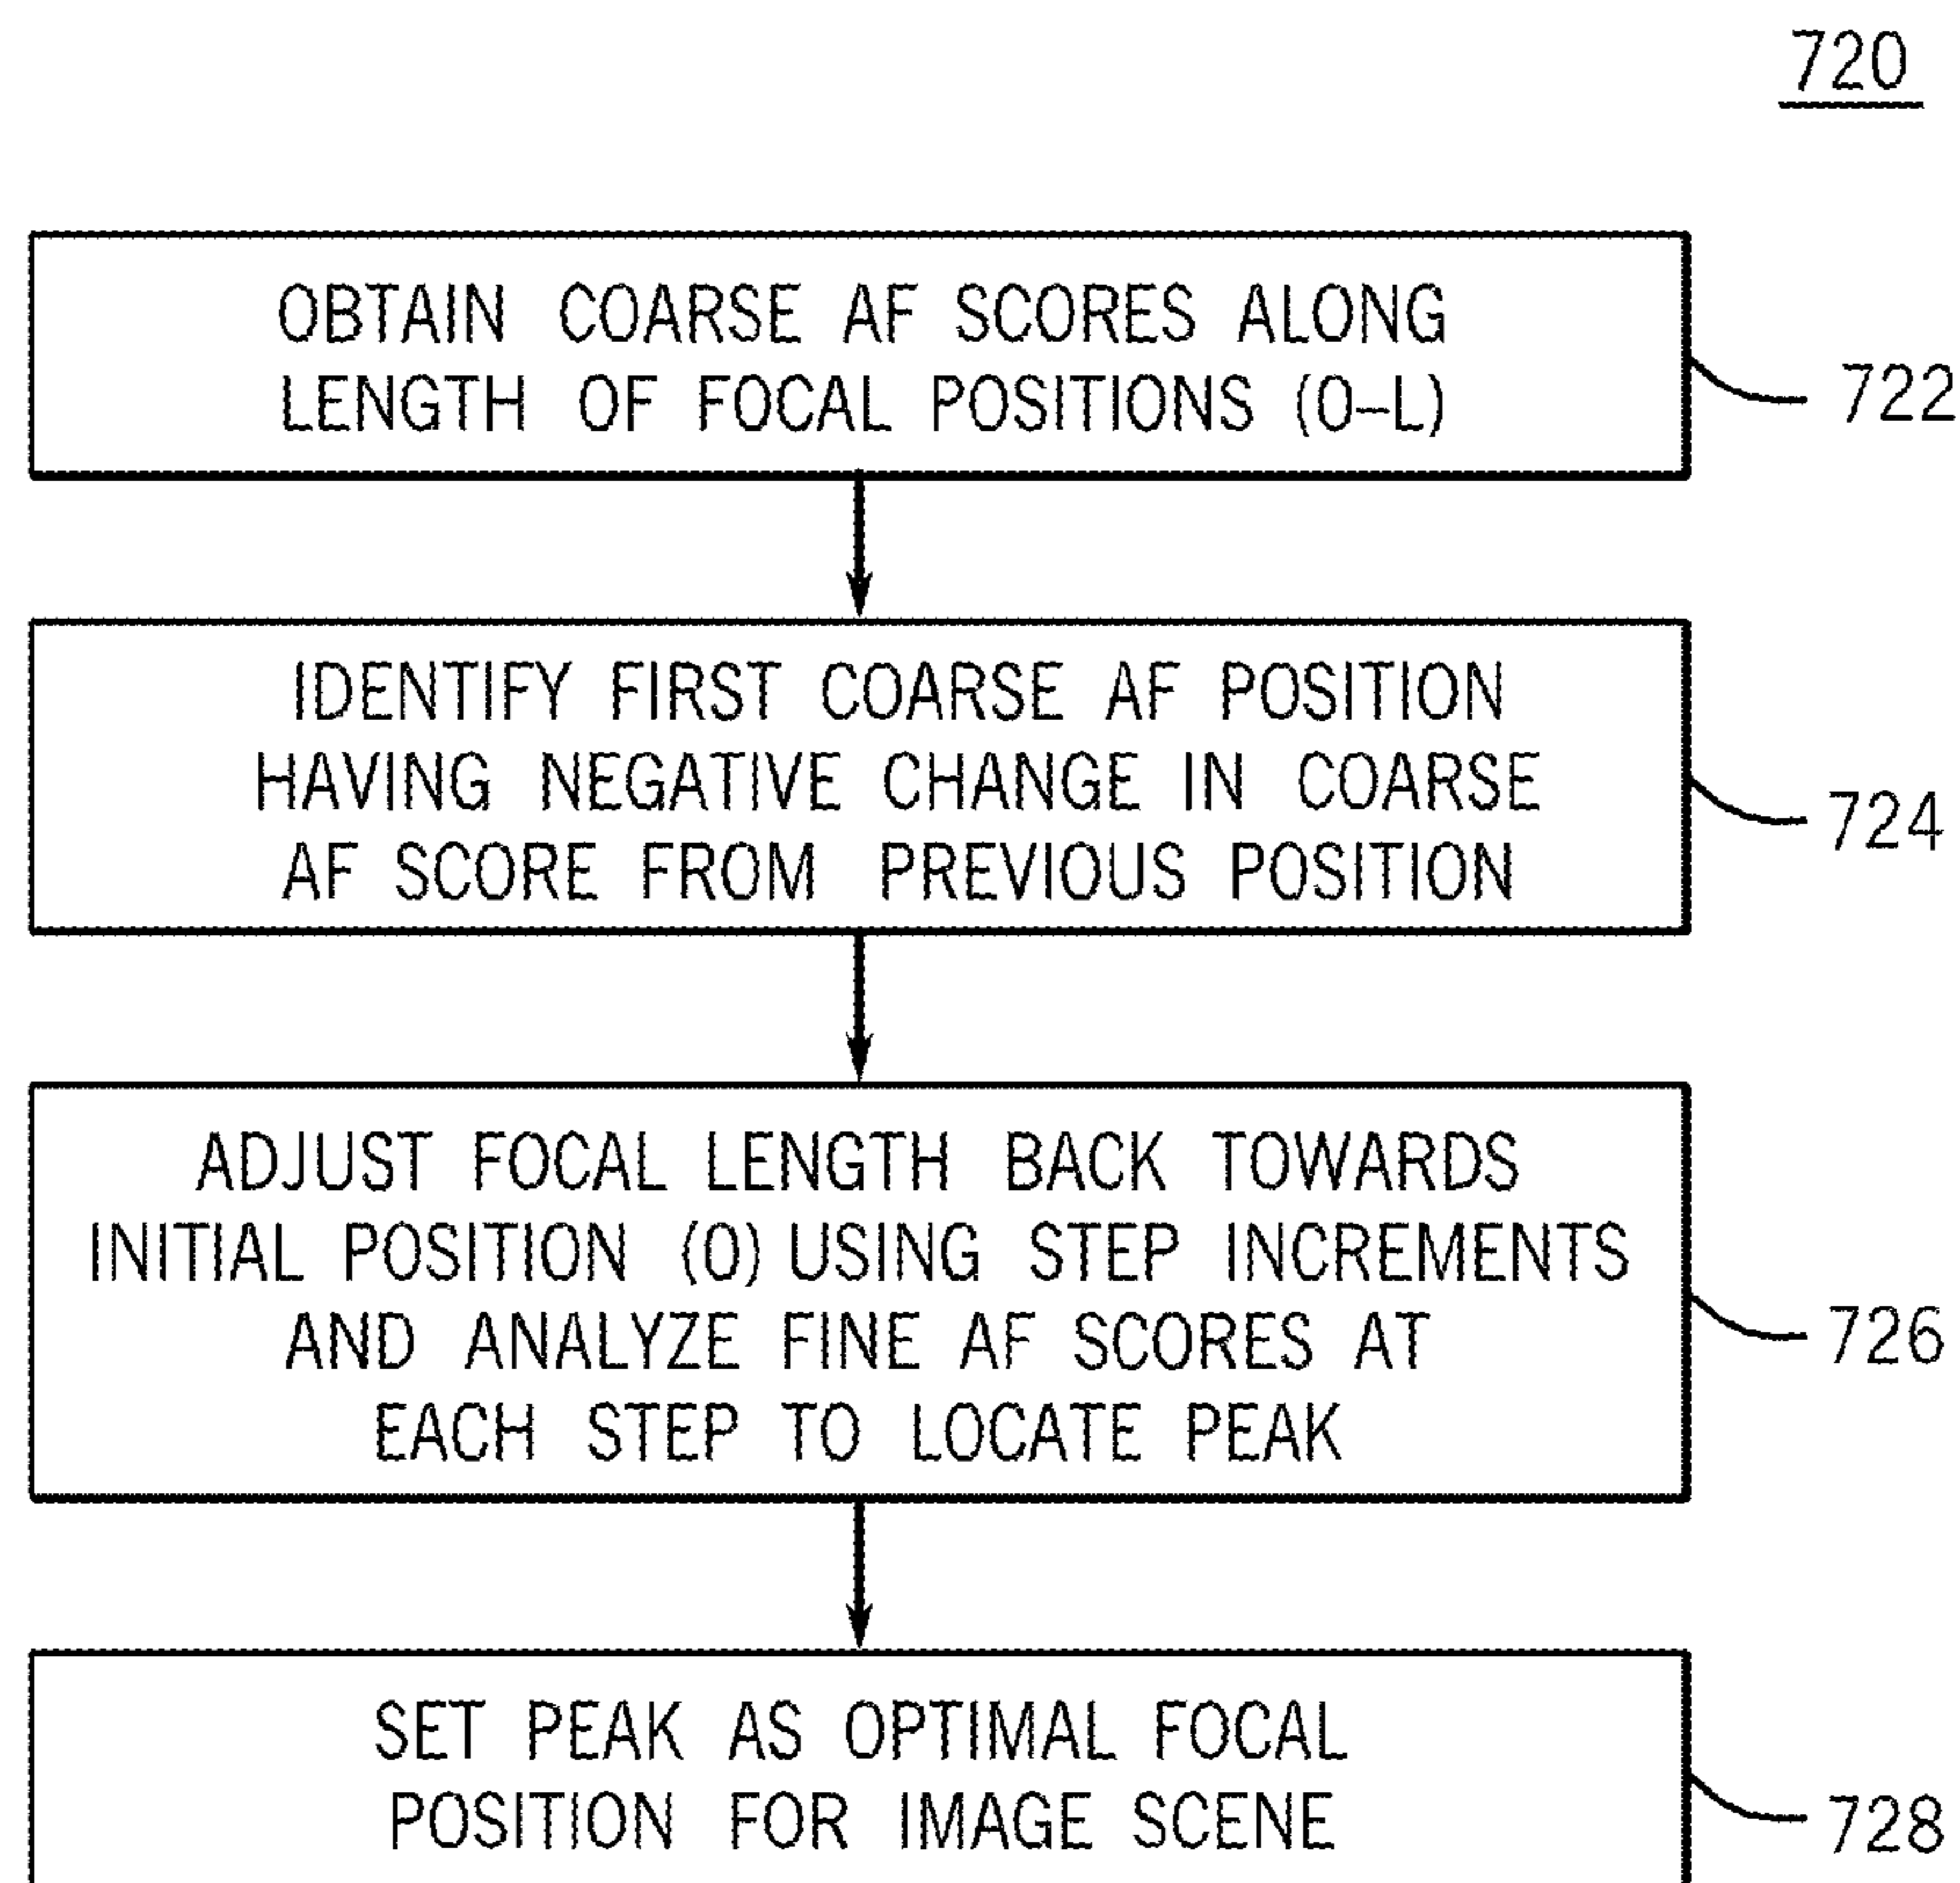 720
OBTAIN COARSE AF SCORES ALONG
LENGTH OF FOCAL POSITIONS (0–L)
722
IDENTIFY FIRST COARSE AF POSITION
HAVING NEGATIVE CHANGE IN COARSE
AF SCORE FROM PREVIOUS POSITION
724
ADJUST FOCAL LENGTH BACK TOWARDS
INITIAL POSITION (0) USING STEP INCREMENTS
AND ANALYZE FINE AF SCORES AT
EACH STEP TO LOCATE PEAK
726
SET PEAK AS OPTIMAL FOCAL
POSITION FOR IMAGE SCENE
728